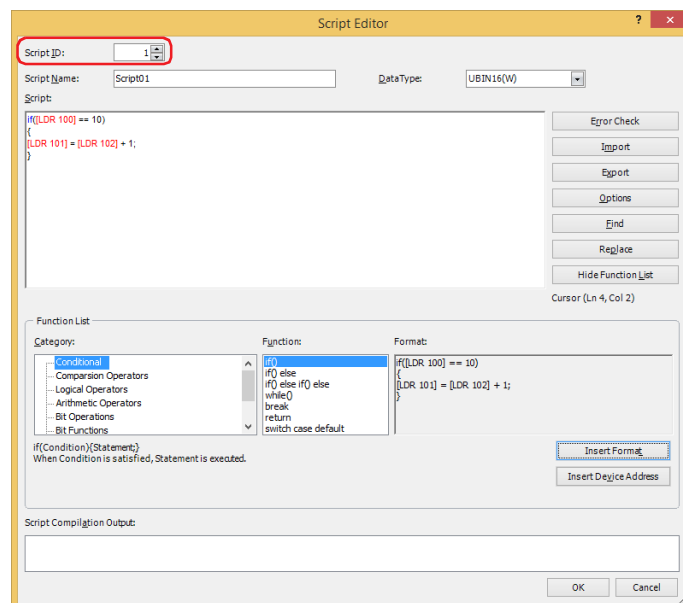 Script Editor
?
×
Script ID: 1
Script Name: Script01 DataType: UBIN16(W)
Script:
if([LDR 100] == 10)
{
[LDR 101] = [LDR 102] + 1;
}
Error Check
Import
Export
Options
Find
Replace
Hide Function List
Cursor (Ln 4, Col 2)
Function List
Category:
Conditional
Comparsion Operators
Logical Operators
Arithmetic Operators
Bit Operations
Bit Functions
Function:
if()
if() else
if() else if() else
while()
break
return
switch case default
Format:
if([LDR 100] == 10)
{
[LDR 101] = [LDR 102] + 1;
}
if(Condition){Statement;}
When Condition is satisfied, Statement is executed.
Insert Format
Insert Device Address
Script Compilation Output:
OK Cancel